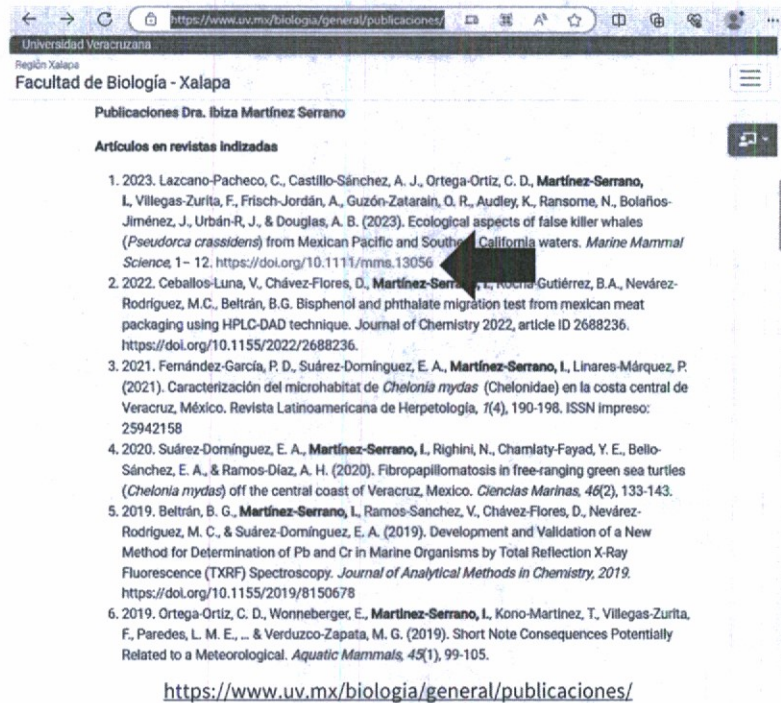 https://www.uv.mx/biologia/general/publicaciones/
Universidad Veracruzana
Región Xalapa
Facultad de Biología - Xalapa
Publicaciones Dra. Ibiza Martínez Serrano
Artículos en revistas indizadas
1. 2023. Lazcano-Pacheco, C., Castillo-Sánchez, A. J., Ortega-Ortiz, C. D., Martínez-Serrano,
I., Villegas-Zurita, F., Frisch-Jordán, A., Guzón-Zatarain, O. R., Audley, K., Ransome, N., Bolaños-
Jiménez, J., Urbán-R, J., & Douglas, A. B. (2023). Ecological aspects of false killer whales
(Pseudorca crassidens) from Mexican Pacific and Southern California waters. Marine Mammal
Science, 1– 12. https://doi.org/10.1111/mms.13056
2. 2022. Ceballos-Luna, V., Chávez-Flores, D., Martínez-Serrano, I., Rocha-Gutiérrez, B.A., Nevárez-
Rodríguez, M.C., Beltrán, B.G. Bisphenol and phthalate migration test from mexican meat
packaging using HPLC-DAD technique. Journal of Chemistry 2022, article ID 2688236.
https://doi.org/10.1155/2022/2688236.
3. 2021. Fernández-García, P. D., Suárez-Domínguez, E. A., Martínez-Serrano, I., Linares-Márquez, P.
(2021). Caracterización del microhabitat de Chelonia mydas (Chelonidae) en la costa central de
Veracruz, México. Revista Latinoamericana de Herpetología, 1(4), 190-198. ISSN impreso:
25942158
4. 2020. Suárez-Domínguez, E. A., Martínez-Serrano, I., Righini, N., Chamlaty-Fayad, Y. E., Bello-
Sánchez, E. A., & Ramos-Díaz, A. H. (2020). Fibropapillomatosis in free-ranging green sea turtles
(Chelonia mydas) off the central coast of Veracruz, Mexico. Ciencias Marinas, 46(2), 133-143.
5. 2019. Beltrán, B. G., Martínez-Serrano, I., Ramos-Sanchez, V., Chávez-Flores, D., Nevárez-
Rodríguez, M. C., & Suárez-Domínguez, E. A. (2019). Development and Validation of a New
Method for Determination of Pb and Cr in Marine Organisms by Total Reflection X-Ray
Fluorescence (TXRF) Spectroscopy. Journal of Analytical Methods in Chemistry, 2019.
https://doi.org/10.1155/2019/8150678
6. 2019. Ortega-Ortiz, C. D., Wonneberger, E., Martínez-Serrano, I., Kono-Martínez, T., Villegas-Zurita,
F., Paredes, L. M. E., ... & Verduzco-Zapata, M. G. (2019). Short Note Consequences Potentially
Related to a Meteorological. Aquatic Mammals, 45(1), 99-105.
https://www.uv.mx/biologia/general/publicaciones/